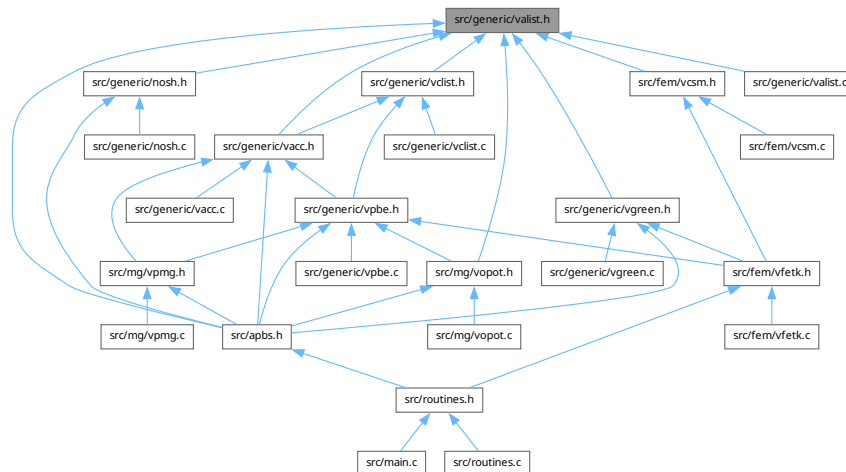 src/generic/valist.h
src/generic/nosh.h
src/generic/vclist.h
src/fem/vcsm.h
src/generic/valist.c
src/generic/nosh.c
src/generic/vacc.h
src/generic/vclist.c
src/fem/vcsm.c
src/generic/vacc.c
src/generic/vpbe.h
src/generic/vgreen.h
src/mg/vpmg.h
src/generic/vpbe.c
src/mg/vopot.h
src/generic/vgreen.c
src/fem/vfetk.h
src/mg/vpmg.c
src/apbs.h
src/mg/vopot.c
src/fem/vfetk.c
src/routines.h
src/main.c
src/routines.c